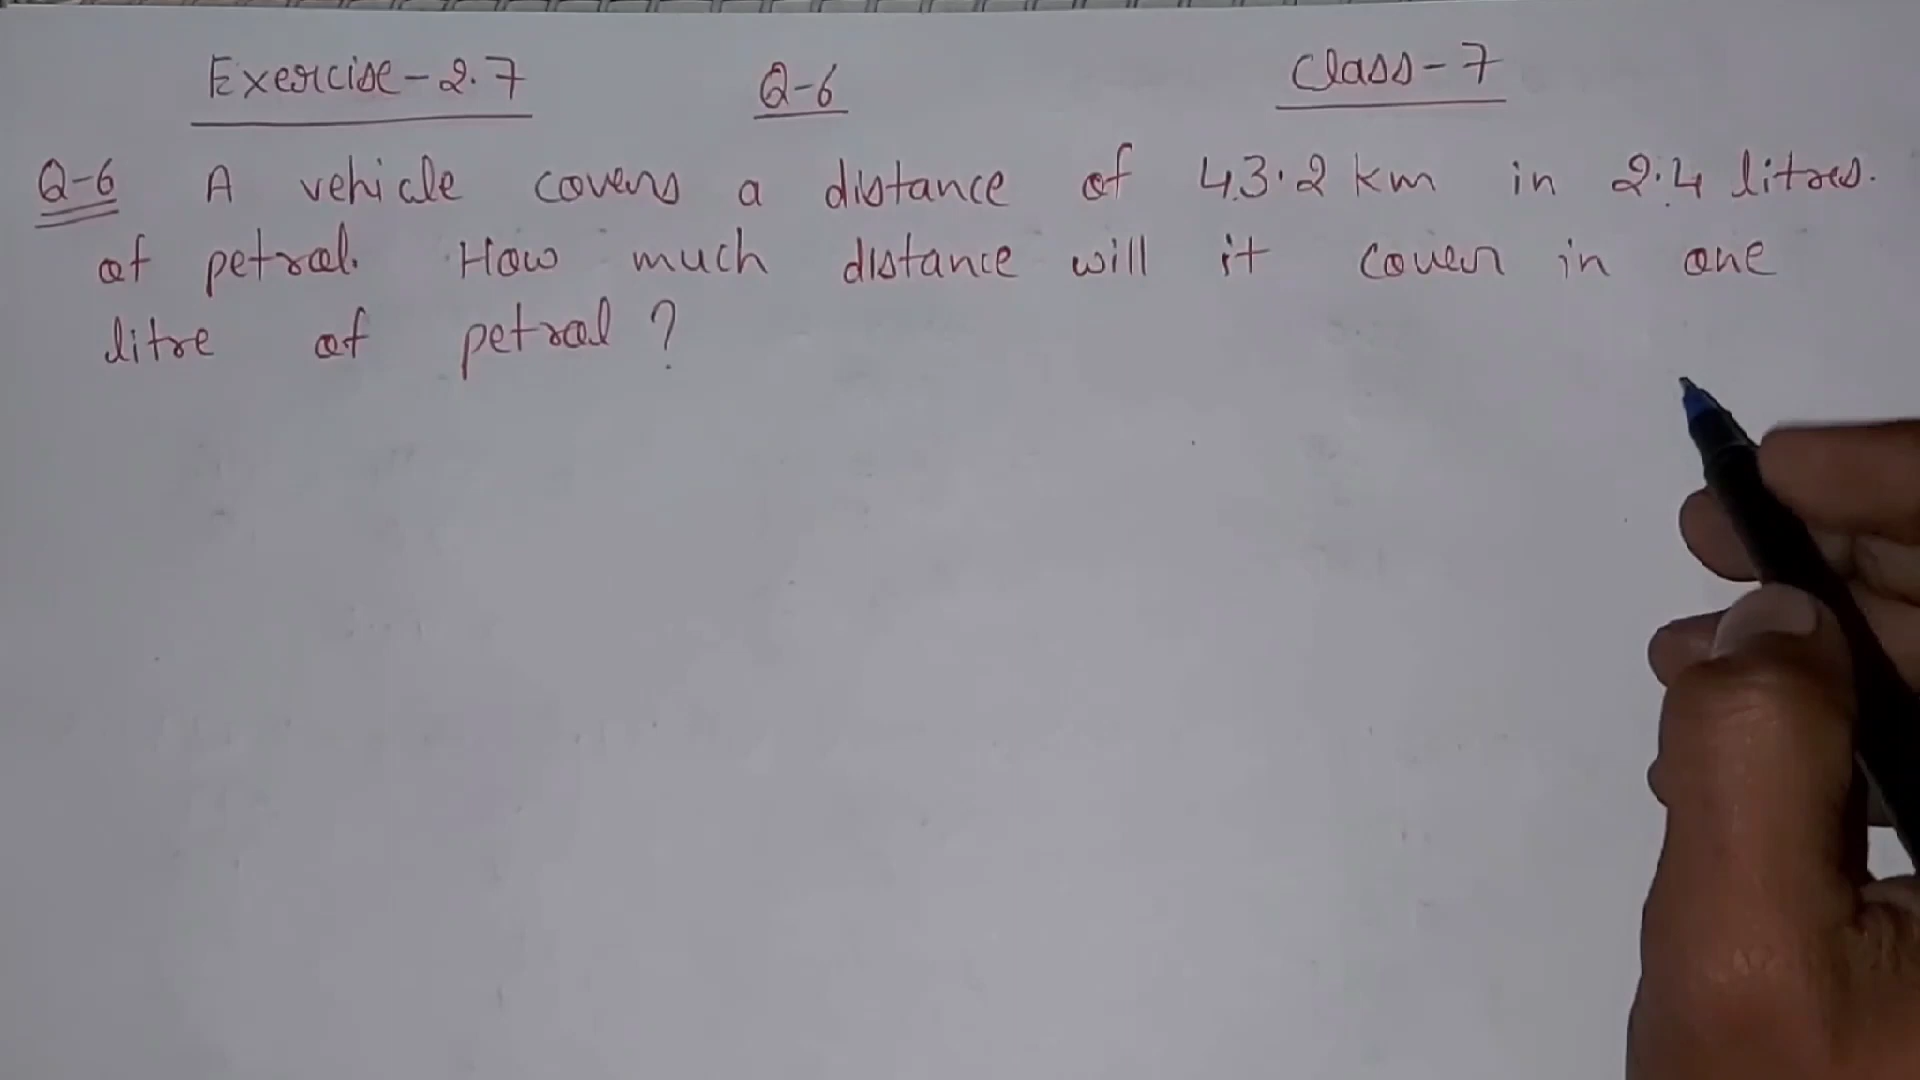 Exercise-2.7 Q-6 Class-7
Q-6 A vehicle covers a distance of 43.2 km in 2.4 litres.
of petrol. How much distance will it cover in one
litre of petrol?